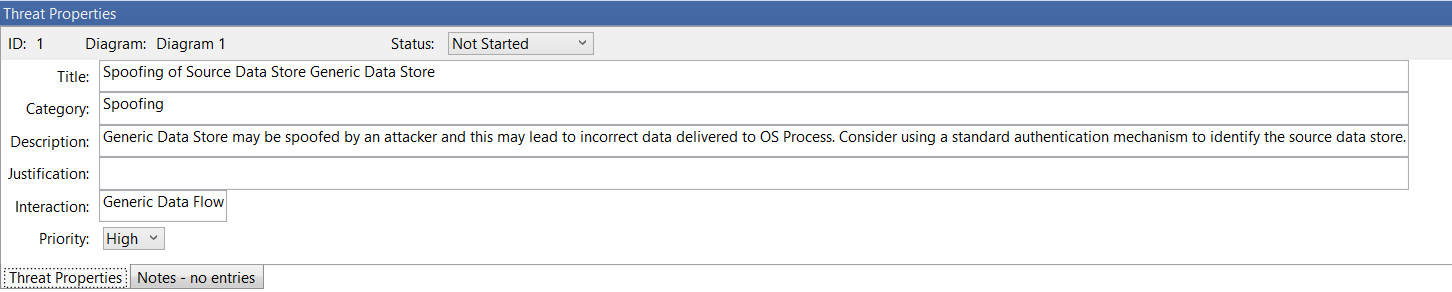 Threat Properties
ID: 1 Diagram: Diagram 1 Status: Not Started
Title: Spoofing of Source Data Store Generic Data Store
Category: Spoofing
Description: Generic Data Store may be spoofed by an attacker and this may lead to incorrect data delivered to OS Process. Consider using a standard authentication mechanism to identify the source data store.
Justification:
Interaction: Generic Data Flow
Priority: High
Threat Properties Notes - no entries